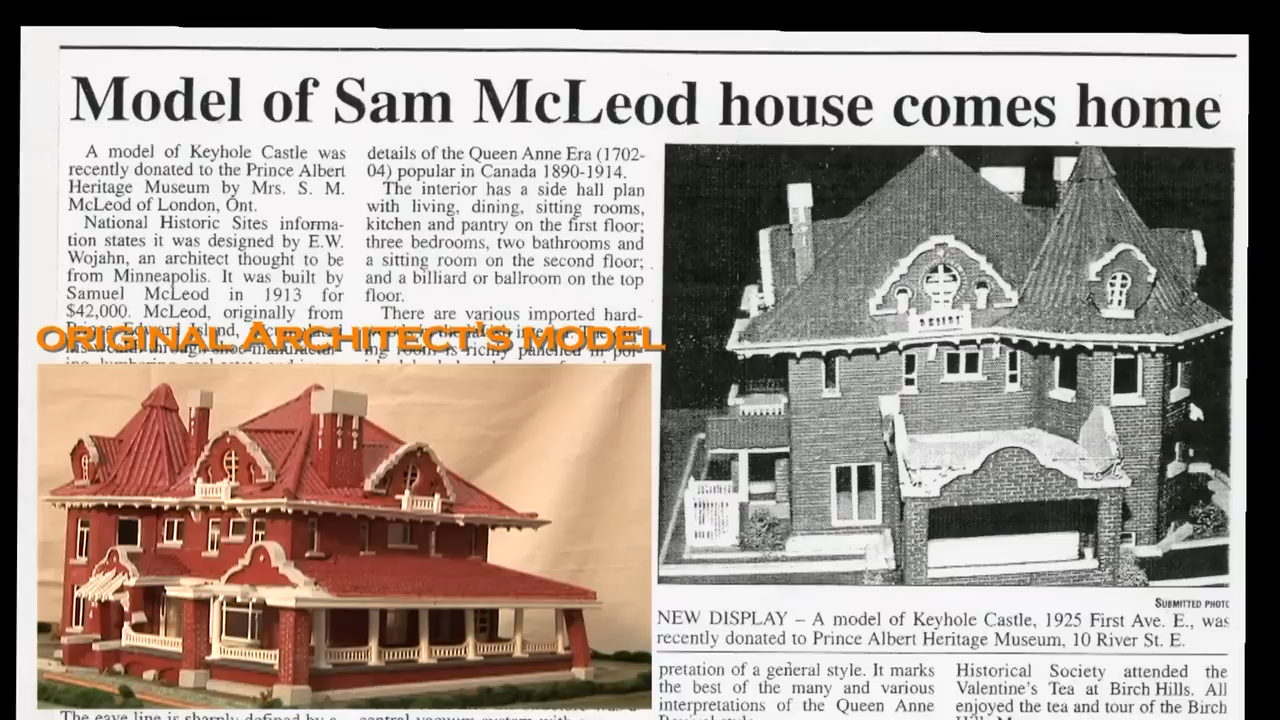 Model of Sam McLeod house comes home
A model of Keyhole Castle was
recently donated to the Prince Albert
Heritage Museum by Mrs. S. M.
McLeod of London, Ont.
National Historic Sites informa-
tion states it was designed by E.W.
Wojahn, an architect thought to be
from Minneapolis. It was built by
Samuel McLeod in 1913 for
$42,000. McLeod, originally from
details of the Queen Anne Era (1702-
04) popular in Canada 1890-1914.
The interior has a side hall plan
with living, dining, sitting rooms,
kitchen and pantry on the first floor;
three bedrooms, two bathrooms and
a sitting room on the second floor;
and a billiard or ballroom on the top
floor.
There are various imported hard-
ORIGINAL ARCHITECT'S MODEL
SUBMITTED PHOTO
NEW DISPLAY – A model of Keyhole Castle, 1925 First Ave. E., was
recently donated to Prince Albert Heritage Museum, 10 River St. E.
The eave line is sharply defined by a
central vacuum system with
pretation of a general style. It marks
the best of the many and various
interpretations of the Queen Anne
Historical Society attended the
Valentine's Tea at Birch Hills. All
enjoyed the tea and tour of the Birch